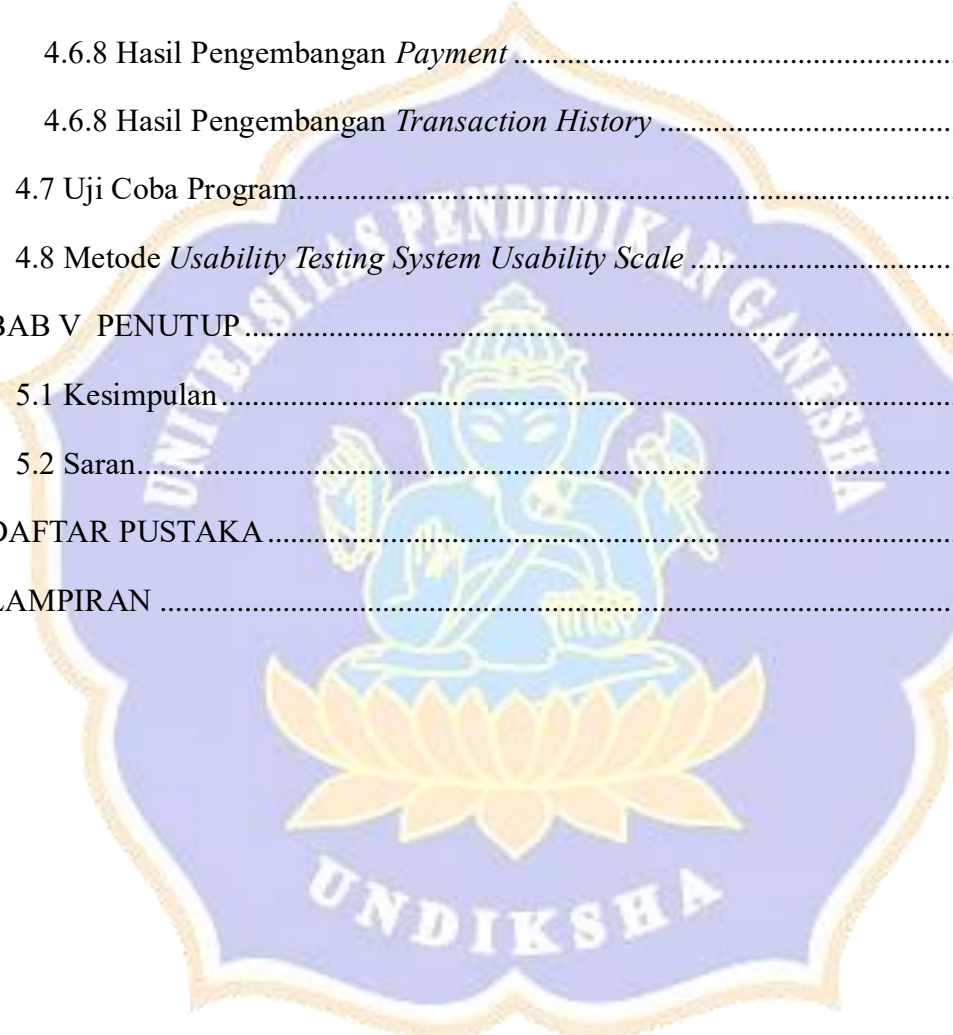 4.6.8 Hasil Pengembangan Payment ..........................................................
4.6.8 Hasil Pengembangan Transaction History ......................................
4.7 Uji Coba Program....................................................................................
4.8 Metode Usability Testing System Usability Scale ..................................
BAB V  PENUTUP ........................................................................................
5.1 Kesimpulan.............................................................................................
5.2 Saran.......................................................................................................
DAFTAR PUSTAKA .....................................................................................
LAMPIRAN ..................................................................................................
UNIVERSITAS PENDIDIKAN GANESHA
UNDIKSHA